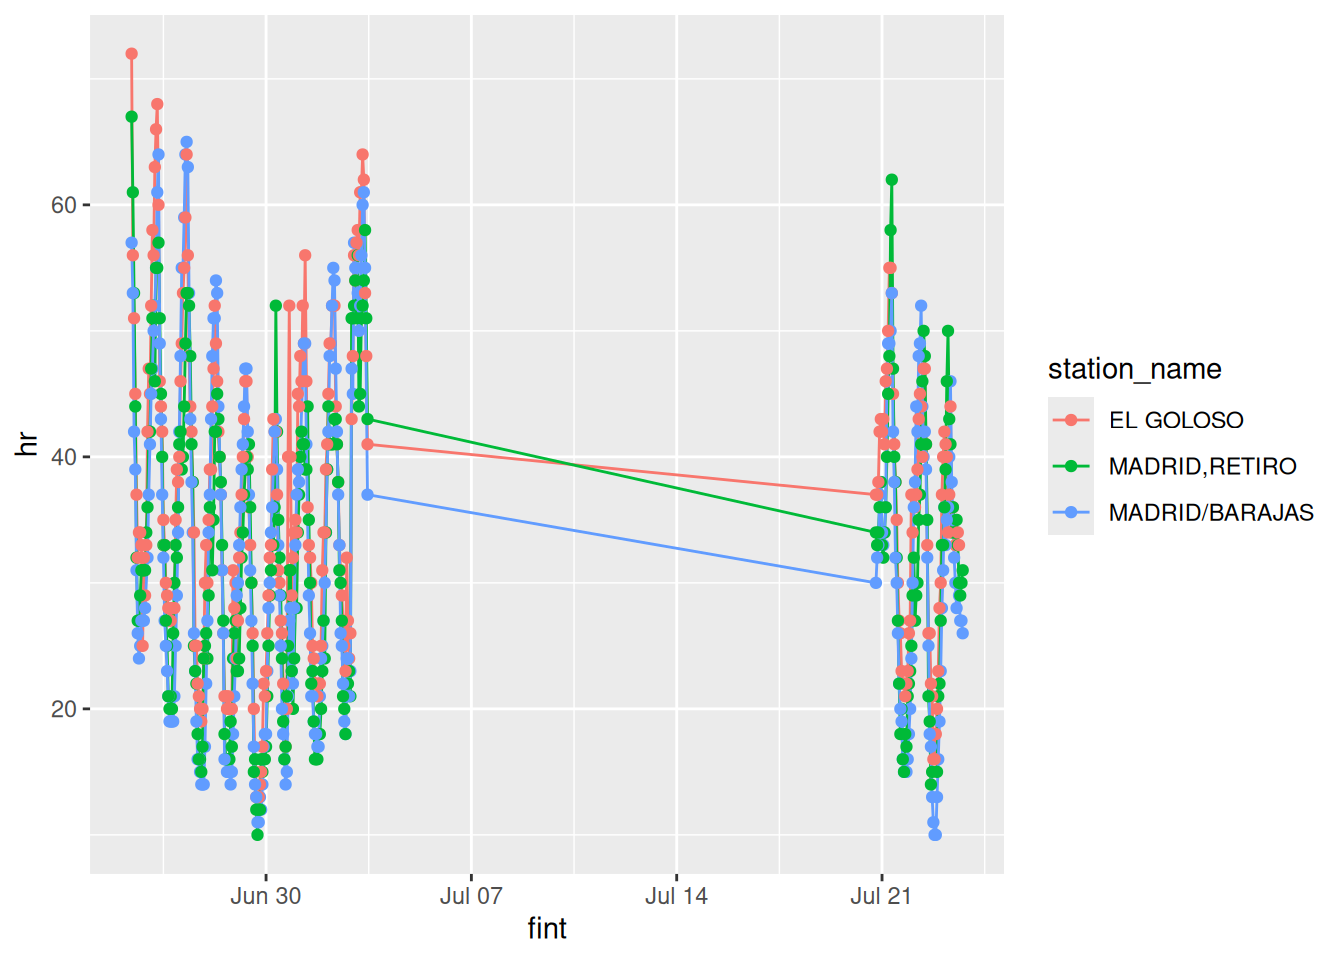 hr
60
40
20
Jun 30
Jul 07
Jul 14
Jul 21
fint
station_name
EL GOLOSO
MADRID,RETIRO
MADRID/BARAJAS